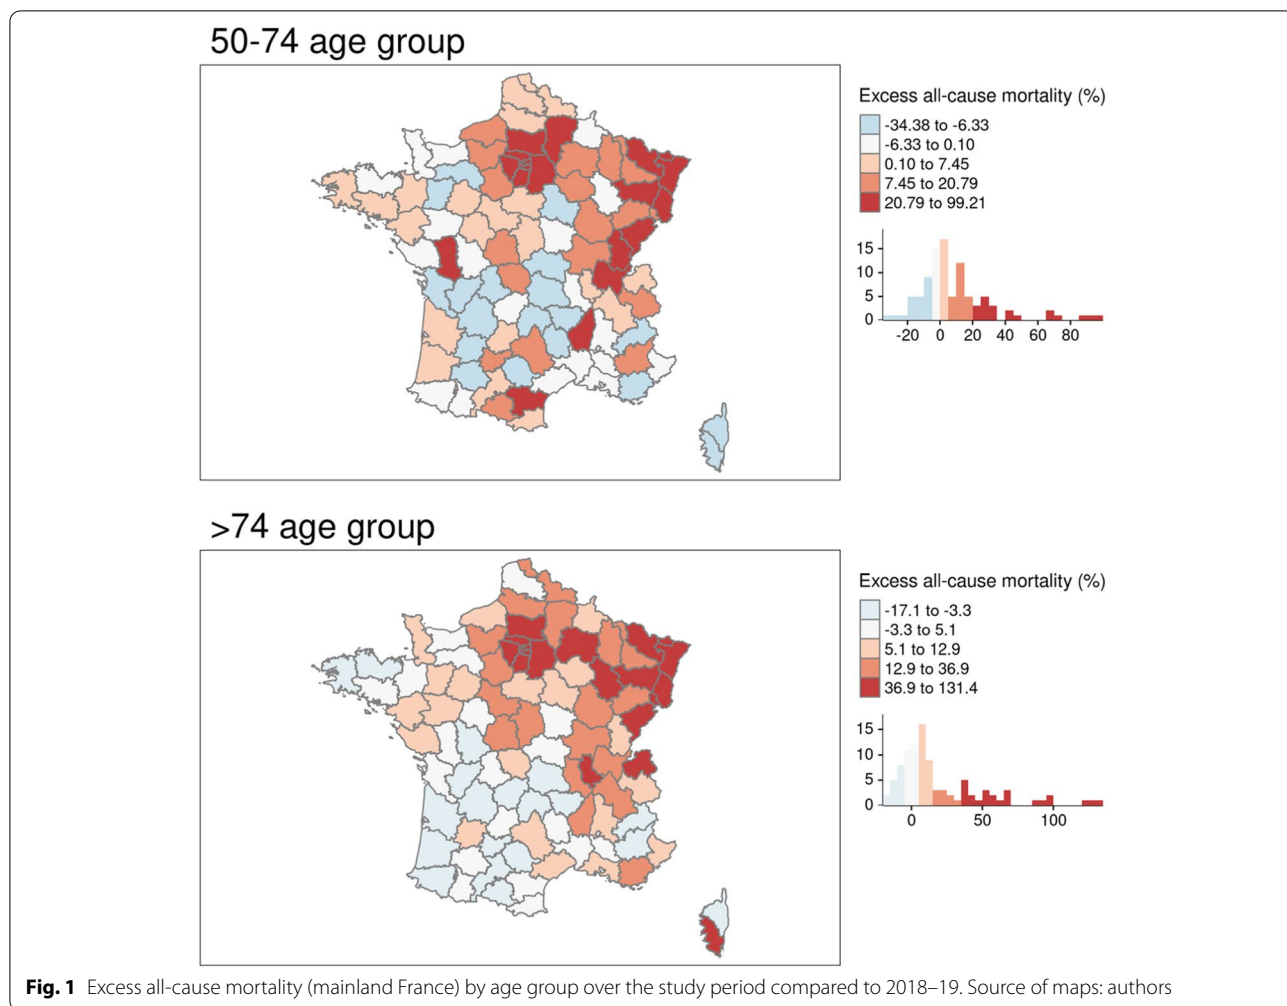 50-74 age group
Excess all-cause mortality (%)
-34.38 to -6.33
-6.33 to 0.10
0.10 to 7.45
7.45 to 20.79
20.79 to 99.21
15
10
5
0
-20 0 20 40 60 80
>74 age group
Excess all-cause mortality (%)
-17.1 to -3.3
-3.3 to 5.1
5.1 to 12.9
12.9 to 36.9
36.9 to 131.4
15
10
5
0
0 50 100
Fig. 1 Excess all-cause mortality (mainland France) by age group over the study period compared to 2018–19. Source of maps: authors